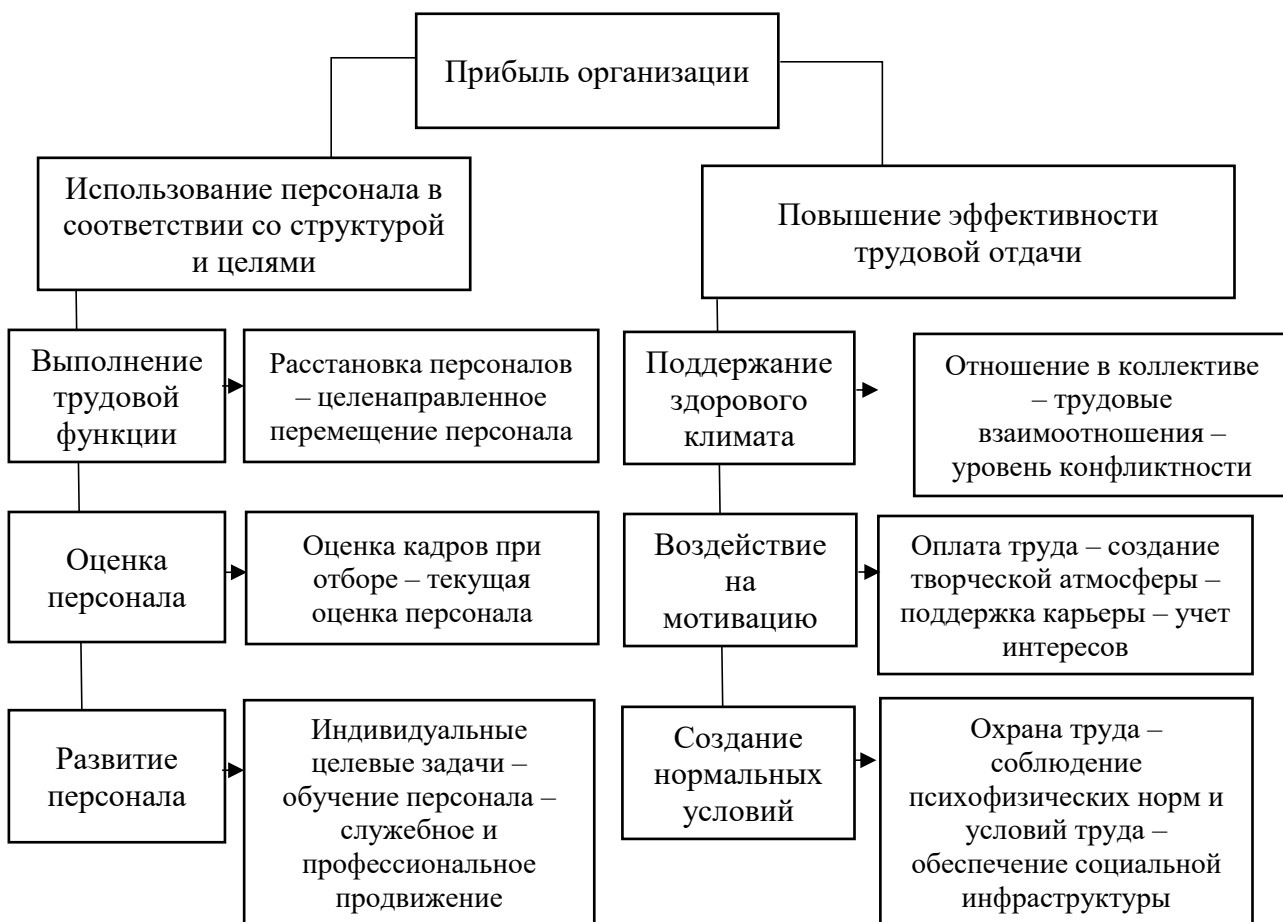 Прибыль организации
Использование персонала в
соответствии со структурой
и целями
Повышение эффективности
трудовой отдачи
Выполнение
трудовой
функции
Расстановка персоналов
– целенаправленное
перемещение персонала
Поддержание
здорового
климата
Отношение в коллективе
– трудовые
взаимоотношения –
уровень конфликтности
Оценка
персонала
Оценка кадров при
отборе – текущая
оценка персонала
Воздействие
на
мотивацию
Оплата труда – создание
творческой атмосферы –
поддержка карьеры – учет
интересов
Развитие
персонала
Индивидуальные
целевые задачи –
обучение персонала –
служебное и
профессиональное
продвижение
Создание
нормальных
условий
Охрана труда –
соблюдение
психофизических норм и
условий труда –
обеспечение социальной
инфраструктуры